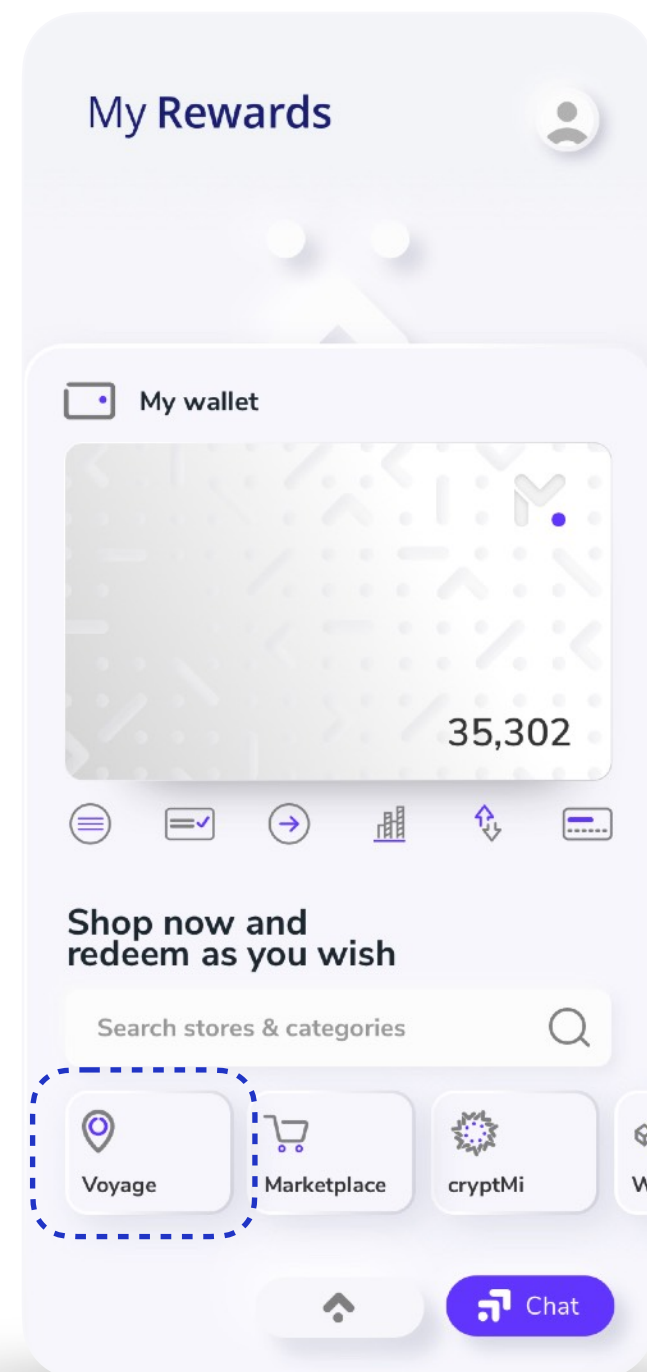 My Rewards
My wallet
35,302
Shop now and
redeem as you wish
Search stores & categories
Voyage
Marketplace
cryptMi
Chat